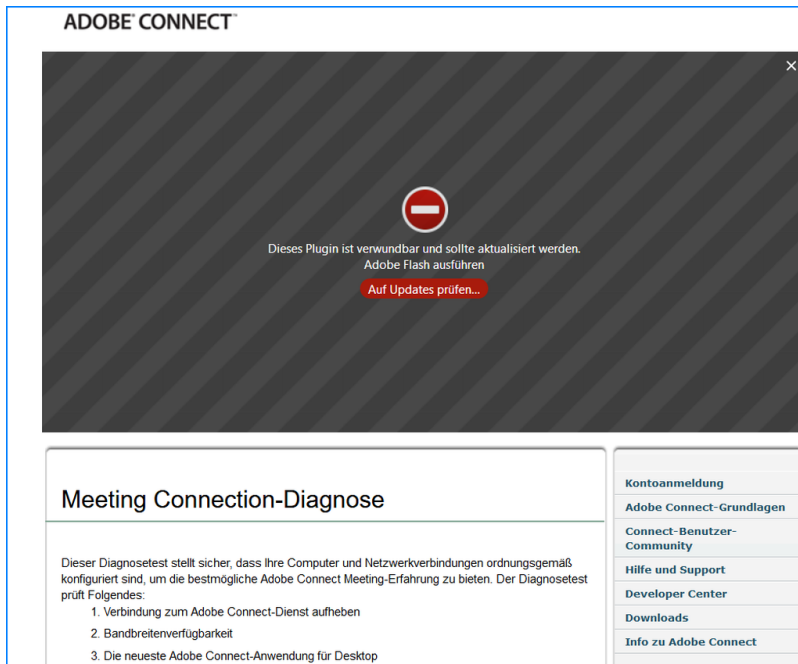 ADOBE® CONNECT™
Dieses Plugin ist verwundbar und sollte aktualisiert werden.
Adobe Flash ausführen
Auf Updates prüfen...
Meeting Connection-Diagnose
Dieser Diagnosetest stellt sicher, dass Ihre Computer und Netzwerkverbindungen ordnungsgemäß
konfiguriert sind, um die bestmögliche Adobe Connect Meeting-Erfahrung zu bieten. Der Diagnosetest
prüft Folgendes:
1. Verbindung zum Adobe Connect-Dienst aufheben
2. Bandbreitenverfügbarkeit
3. Die neueste Adobe Connect-Anwendung für Desktop
Kontoanmeldung
Adobe Connect-Grundlagen
Connect-Benutzer-
Community
Hilfe und Support
Developer Center
Downloads
Info zu Adobe Connect